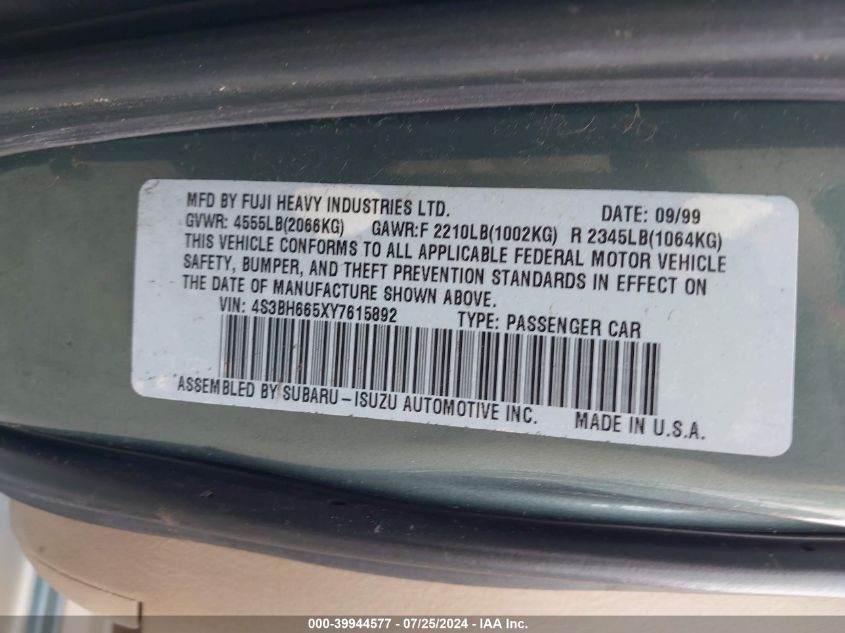 MFD BY FUJI HEAVY INDUSTRIES LTD. DATE: 09/99
GVWR: 4555LB(2066KG) GAWR:F 2210LB(1002KG) R 2345LB(1064KG)
THIS VEHICLE CONFORMS TO ALL APPLICABLE FEDERAL MOTOR VEHICLE
SAFETY, BUMPER, AND THEFT PREVENTION STANDARDS IN EFFECT ON
THE DATE OF MANUFACTURE SHOWN ABOVE.
VIN: 4S3BH665XY7615892 TYPE: PASSENGER CAR
ASSEMBLED BY SUBARU-ISUZU AUTOMOTIVE INC. MADE IN U.S.A.
000-39944577 - 07/25/2024 - IAA Inc.